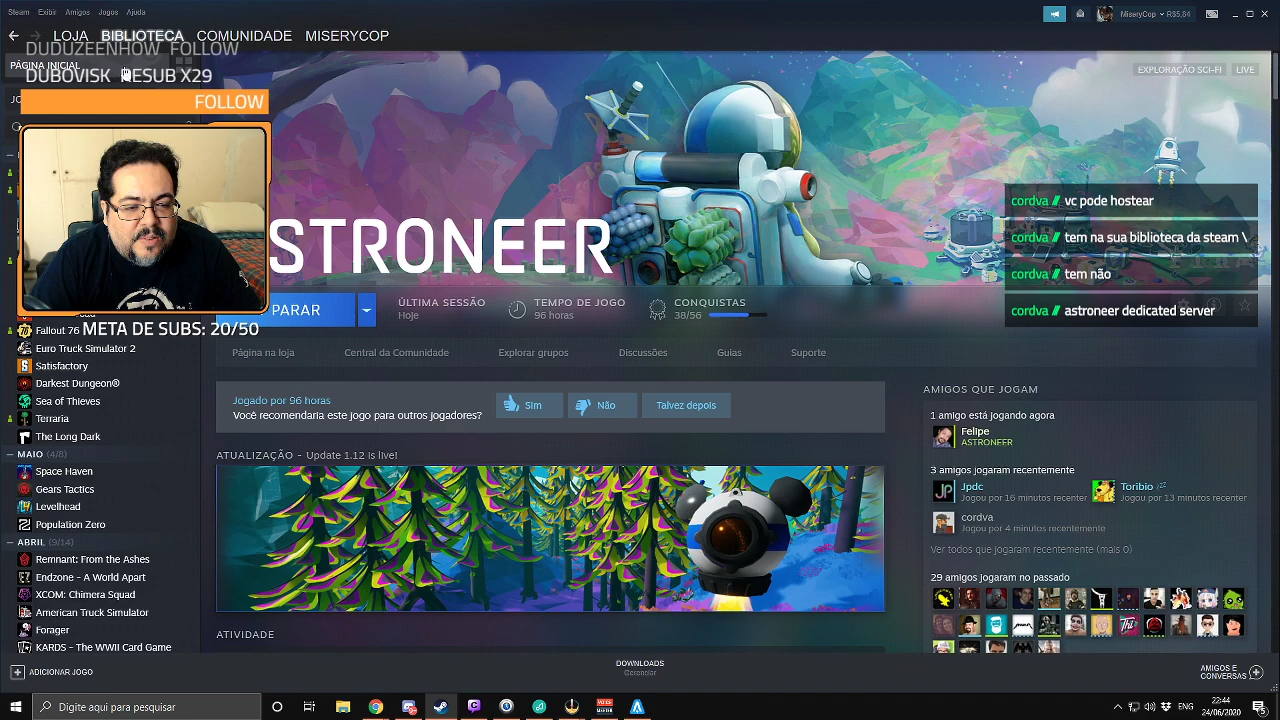 Steam Exibir Amigos Jogos Ajuda
MiseryCop R$5,84
LOJA BIBLIOTECA COMUNIDADE MISERYCOP
DUDUZEENHOW FOLLOW
PÁGINA INICIAL
DUBOVISK RESUB X29
FOLLOW
EXPLORAÇÃO SCI-FI LIVE
cordva // vc pode hostear
cordva // tem na sua biblioteca da steam \
cordva // tem não
cordva // astroneer dedicated server
STRONEER
PARAR
ÚLTIMA SESSÃO
Hoje
TEMPO DE JOGO
96 horas
CONQUISTAS
38/56
META DE SUBS: 20/50
Fallout 76
Euro Truck Simulator 2
Satisfactory
Darkest Dungeon®
Sea of Thieves
Terraria
The Long Dark
MAIO (4/8)
Space Haven
Gears Tactics
Levelhead
Population Zero
ABRIL (9/14)
Remnant: From the Ashes
Endzone - A World Apart
XCOM: Chimera Squad
American Truck Simulator
Forager
KARDS - The WWII Card Game
ADICIONAR JOGO
Página na loja Central da Comunidade Explorar grupos Discussões Guias Suporte
Jogado por 96 horas
Você recomendaria este jogo para outros jogadores?
Sim Não Talvez depois
ATUALIZAÇÃO - Update 1.12 is live!
ATIVIDADE
AMIGOS QUE JOGAM
1 amigo está jogando agora
Felipe
ASTRONEER
3 amigos jogaram recentemente
JP
Jpdc
Jogou por 16 minutos recenter
Toribio zz
Jogou por 13 minutos recenter
cordva
Jogou por 4 minutos recentemente
Ver todos que jogaram recentemente (mais 0)
29 amigos jogaram no passado
DOWNLOADS
Gerenciar
AMIGOS E
CONVERSAS
Digite aqui para pesquisar
ENG
22:44
24/06/2020